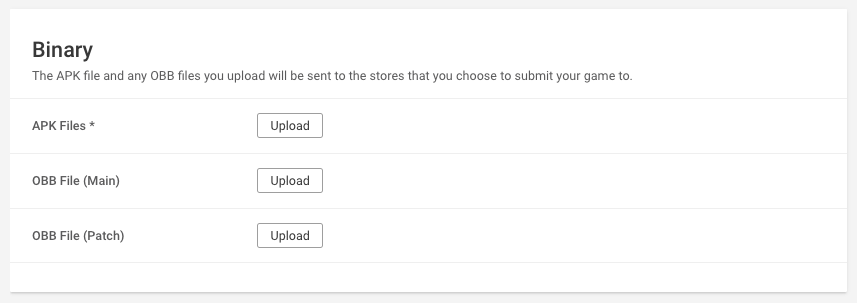 Binary
The APK file and any OBB files you upload will be sent to the stores that you choose to submit your game to.
APK Files * Upload
OBB File (Main) Upload
OBB File (Patch) Upload